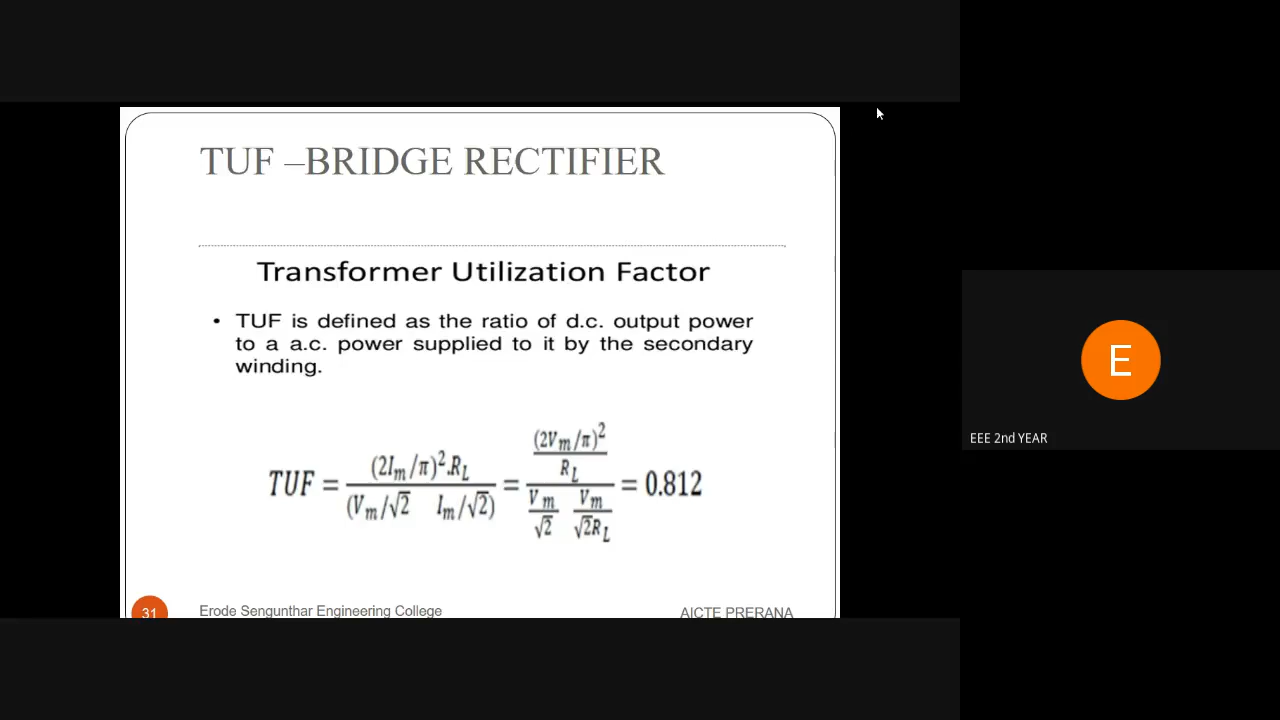 TUF –BRIDGE RECTIFIER
Transformer Utilization Factor
• TUF is defined as the ratio of d.c. output power
to a a.c. power supplied to it by the secondary
winding.
TUF = (2I_m/π)².R_L / (V_m/√2 I_m/√2) = ((2V_m/π)² / R_L) / (V_m/√2 V_m/√2R_L) = 0.812
31
Erode Sengunthar Engineering College
AICTE PRERANA
E
EEE 2nd YEAR